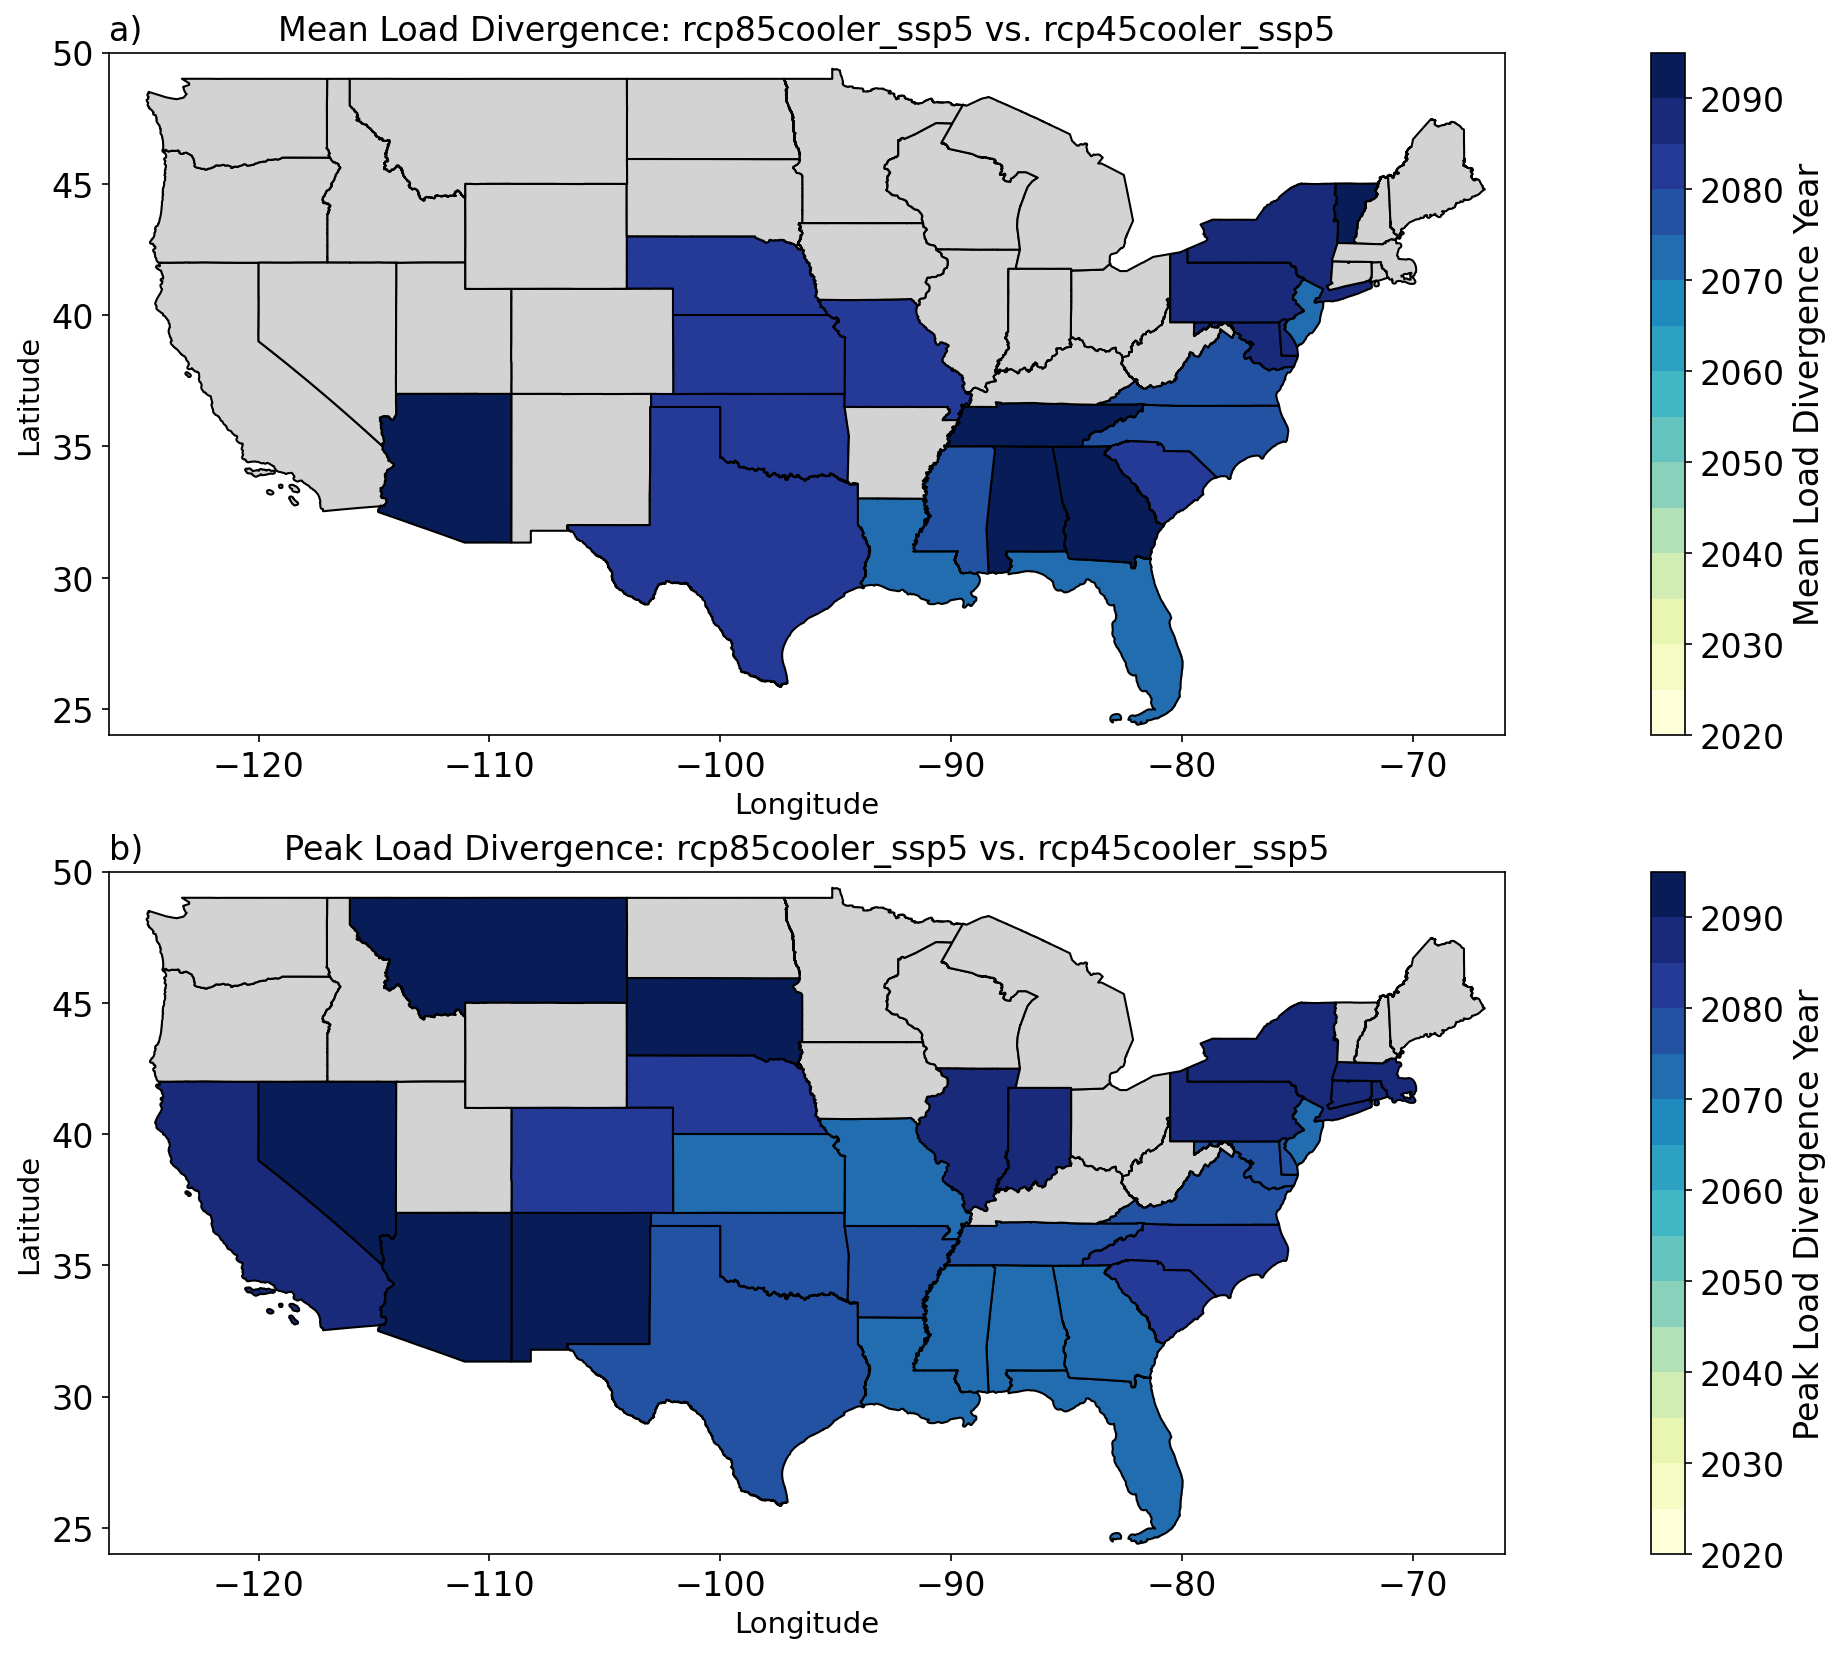 a) Mean Load Divergence: rcp85cooler_ssp5 vs. rcp45cooler_ssp5
50
45
40
35
30
25
Latitude
−120 −110 −100 −90 −80 −70
Longitude
2090
2080
2070
2060
2050
2040
2030
2020
Mean Load Divergence Year
b) Peak Load Divergence: rcp85cooler_ssp5 vs. rcp45cooler_ssp5
50
45
40
35
30
25
Latitude
−120 −110 −100 −90 −80 −70
Longitude
2090
2080
2070
2060
2050
2040
2030
2020
Peak Load Divergence Year